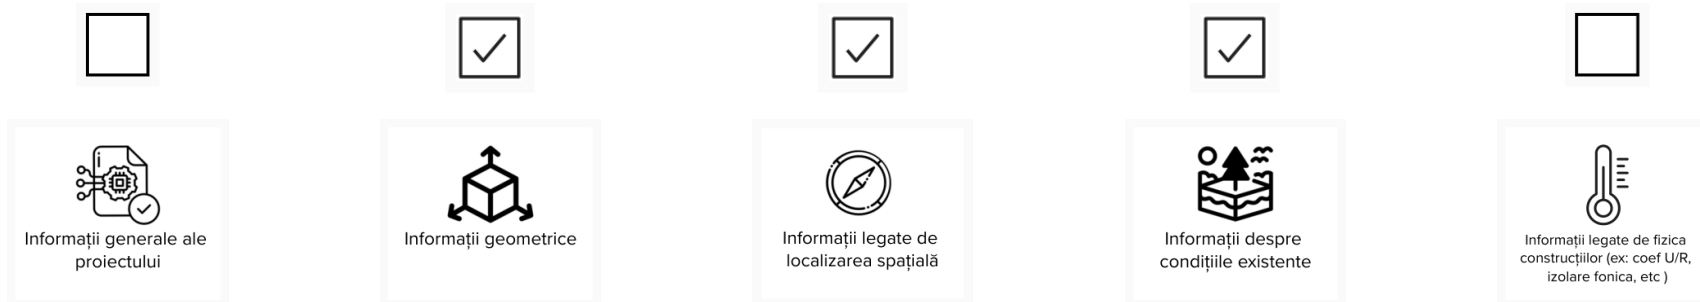 Informații generale ale
proiectului
Informații geometrice
Informații legate de
localizarea spațială
Informații despre
condițiile existente
Informații legate de fizica
construcțiilor (ex: coef U/R,
izolare fonica, etc )